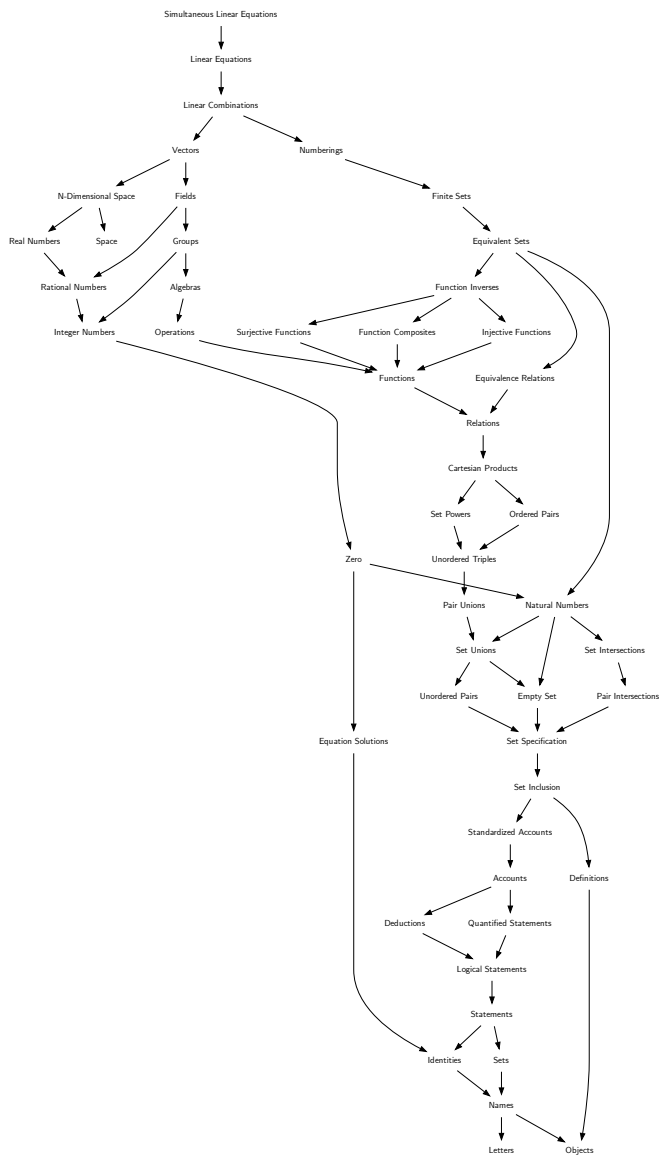 Simultaneous Linear Equations
Linear Equations
Linear Combinations
Vectors
Numberings
N-Dimensional Space
Fields
Finite Sets
Real Numbers
Space
Groups
Equivalent Sets
Rational Numbers
Algebras
Function Inverses
Integer Numbers
Operations
Surjective Functions
Function Composites
Injective Functions
Functions
Equivalence Relations
Relations
Cartesian Products
Set Powers
Ordered Pairs
Zero
Unordered Triples
Pair Unions
Natural Numbers
Set Unions
Set Intersections
Unordered Pairs
Empty Set
Pair Intersections
Equation Solutions
Set Specification
Set Inclusion
Standardized Accounts
Accounts
Definitions
Deductions
Quantified Statements
Logical Statements
Statements
Identities
Sets
Names
Letters
Objects